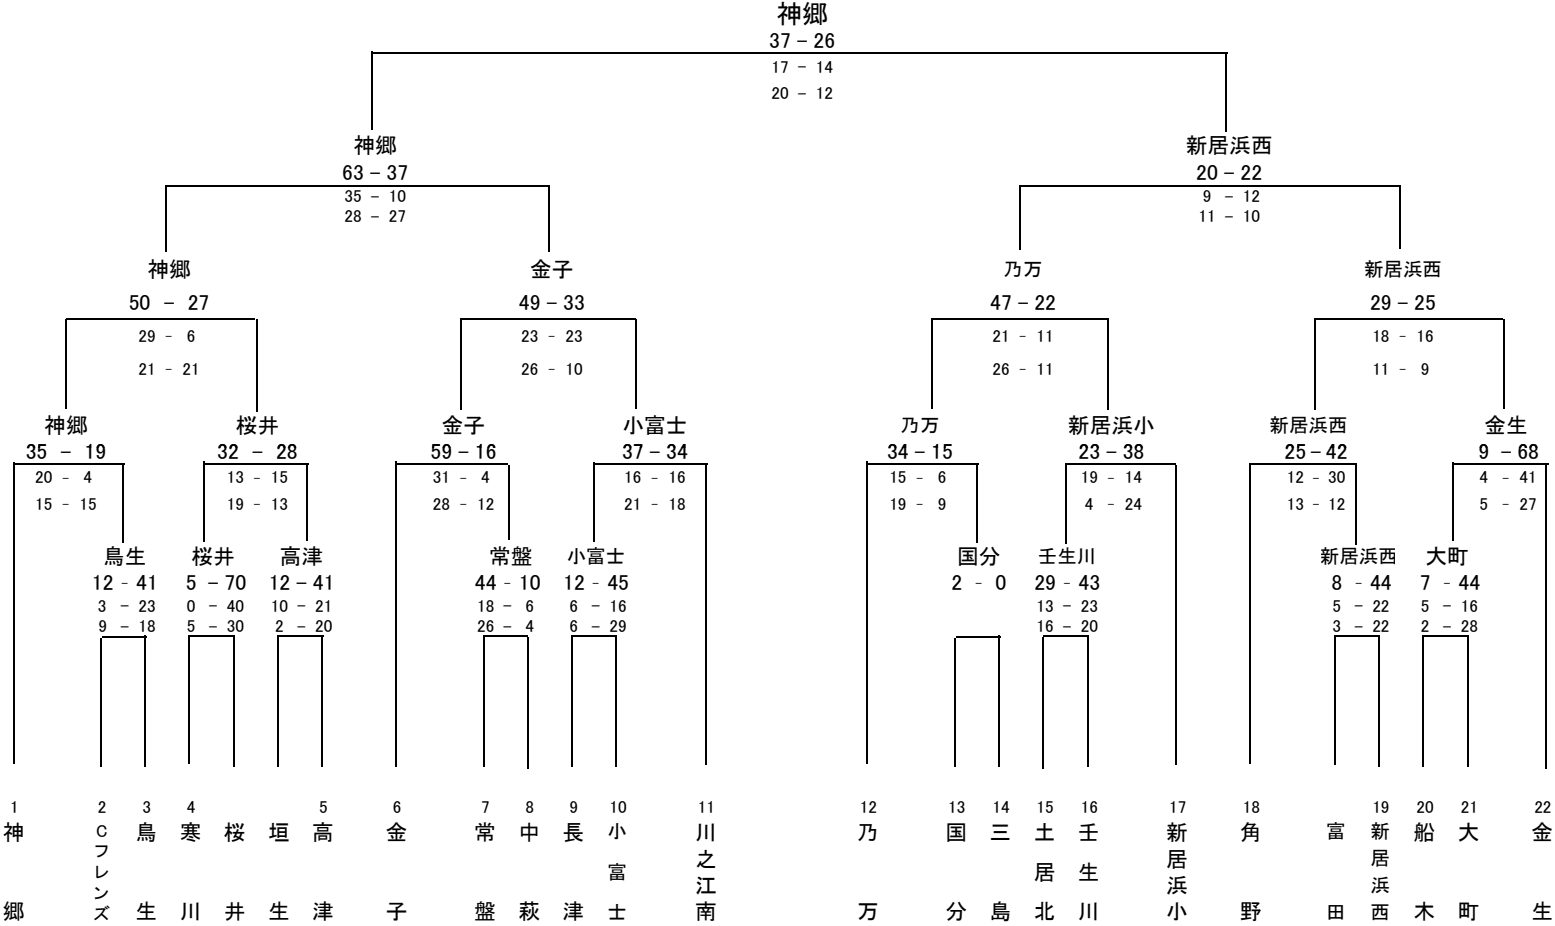 神郷
37 – 26
17 – 14
20 – 12
神郷 新居浜西
63 – 37 20 – 22
35 – 10 9 – 12
28 – 27 11 – 10
神郷 金子 乃万 新居浜西
50 – 27 49 – 33 47 – 22 29 – 25
29 – 6 23 – 23 21 – 11 18 – 16
21 – 21 26 – 10 26 – 11 11 – 9
神郷 桜井 金子 小富士 乃万 新居浜小 新居浜西 金生
35 – 19 32 – 28 59 – 16 37 – 34 34 – 15 23 – 38 25 – 42 9 – 68
20 – 4 13 – 15 31 – 4 16 – 16 15 – 6 19 – 14 12 – 30 4 – 41
15 – 15 19 – 13 28 – 12 21 – 18 19 – 9 4 – 24 13 – 12 5 – 27
鳥生 桜井 高津 常盤 小富士 国分 壬生川 新居浜西 大町
12 – 41 5 – 70 12 – 41 44 – 10 12 – 45 2 – 0 29 – 43 8 – 44 7 – 44
3 – 23 0 – 40 10 – 21 18 – 6 6 – 16 13 – 23 5 – 22 5 – 16
9 – 18 5 – 30 2 – 20 26 – 4 6 – 29 16 – 20 3 – 22 2 – 28
1 2 3 4 5 6 7 8 9 10 11 12 13 14 15 16 17 18 19 20 21 22
神郷
Cフレンズ
鳥生
寒川
桜井
垣生
高津
金子
常盤
中萩
長津
小富士
川之江南
乃万
国分
三島
土居北
壬生川
新居浜小
角野
富田
新居浜西
船木
大町
金生